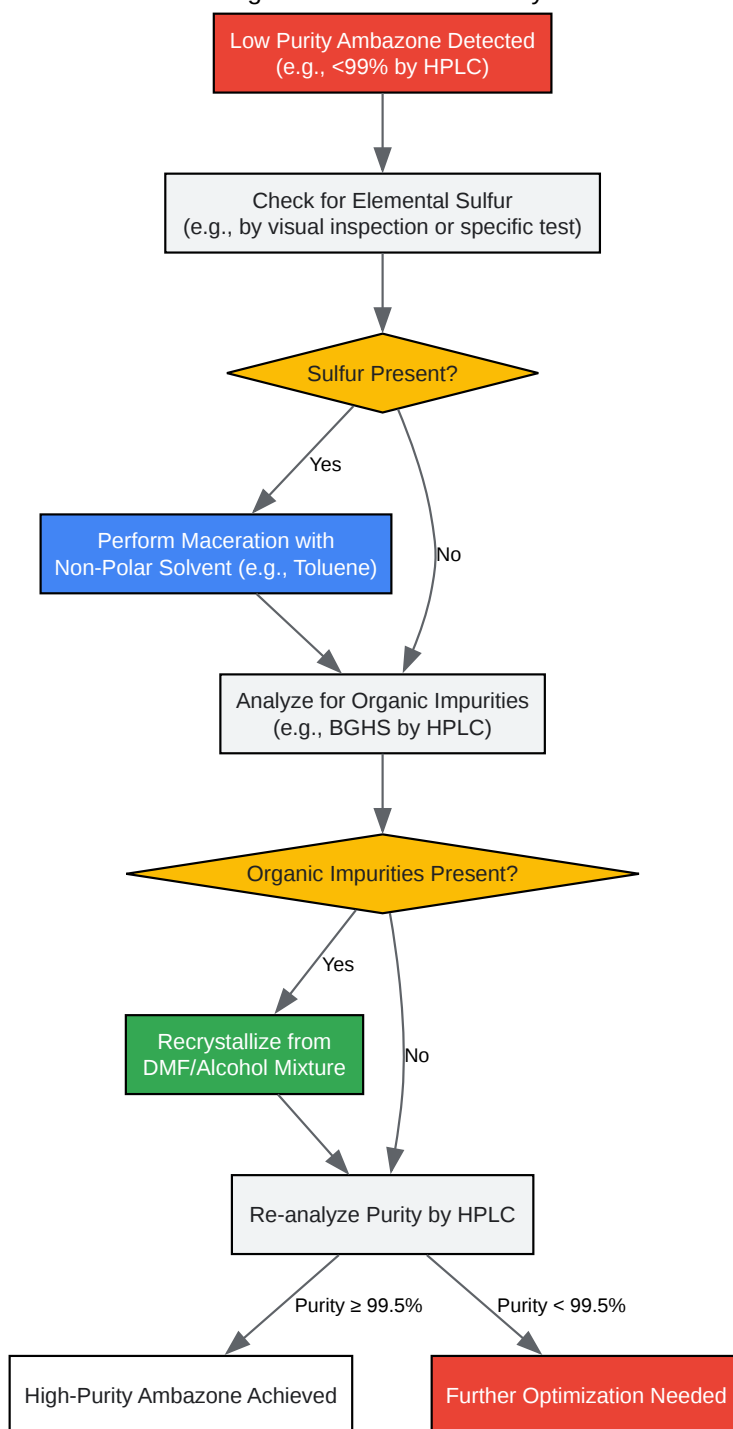 Low Purity Ambazone Detected
(e.g., <99% by HPLC)
Check for Elemental Sulfur
(e.g., by visual inspection or specific test)
Sulfur Present?
Yes
Perform Maceration with
Non-Polar Solvent (e.g., Toluene)
No
Analyze for Organic Impurities
(e.g., BGHS by HPLC)
Organic Impurities Present?
Yes
Recrystallize from
DMF/Alcohol Mixture
No
Re-analyze Purity by HPLC
Purity ≥ 99.5%
Purity < 99.5%
High-Purity Ambazone Achieved
Further Optimization Needed